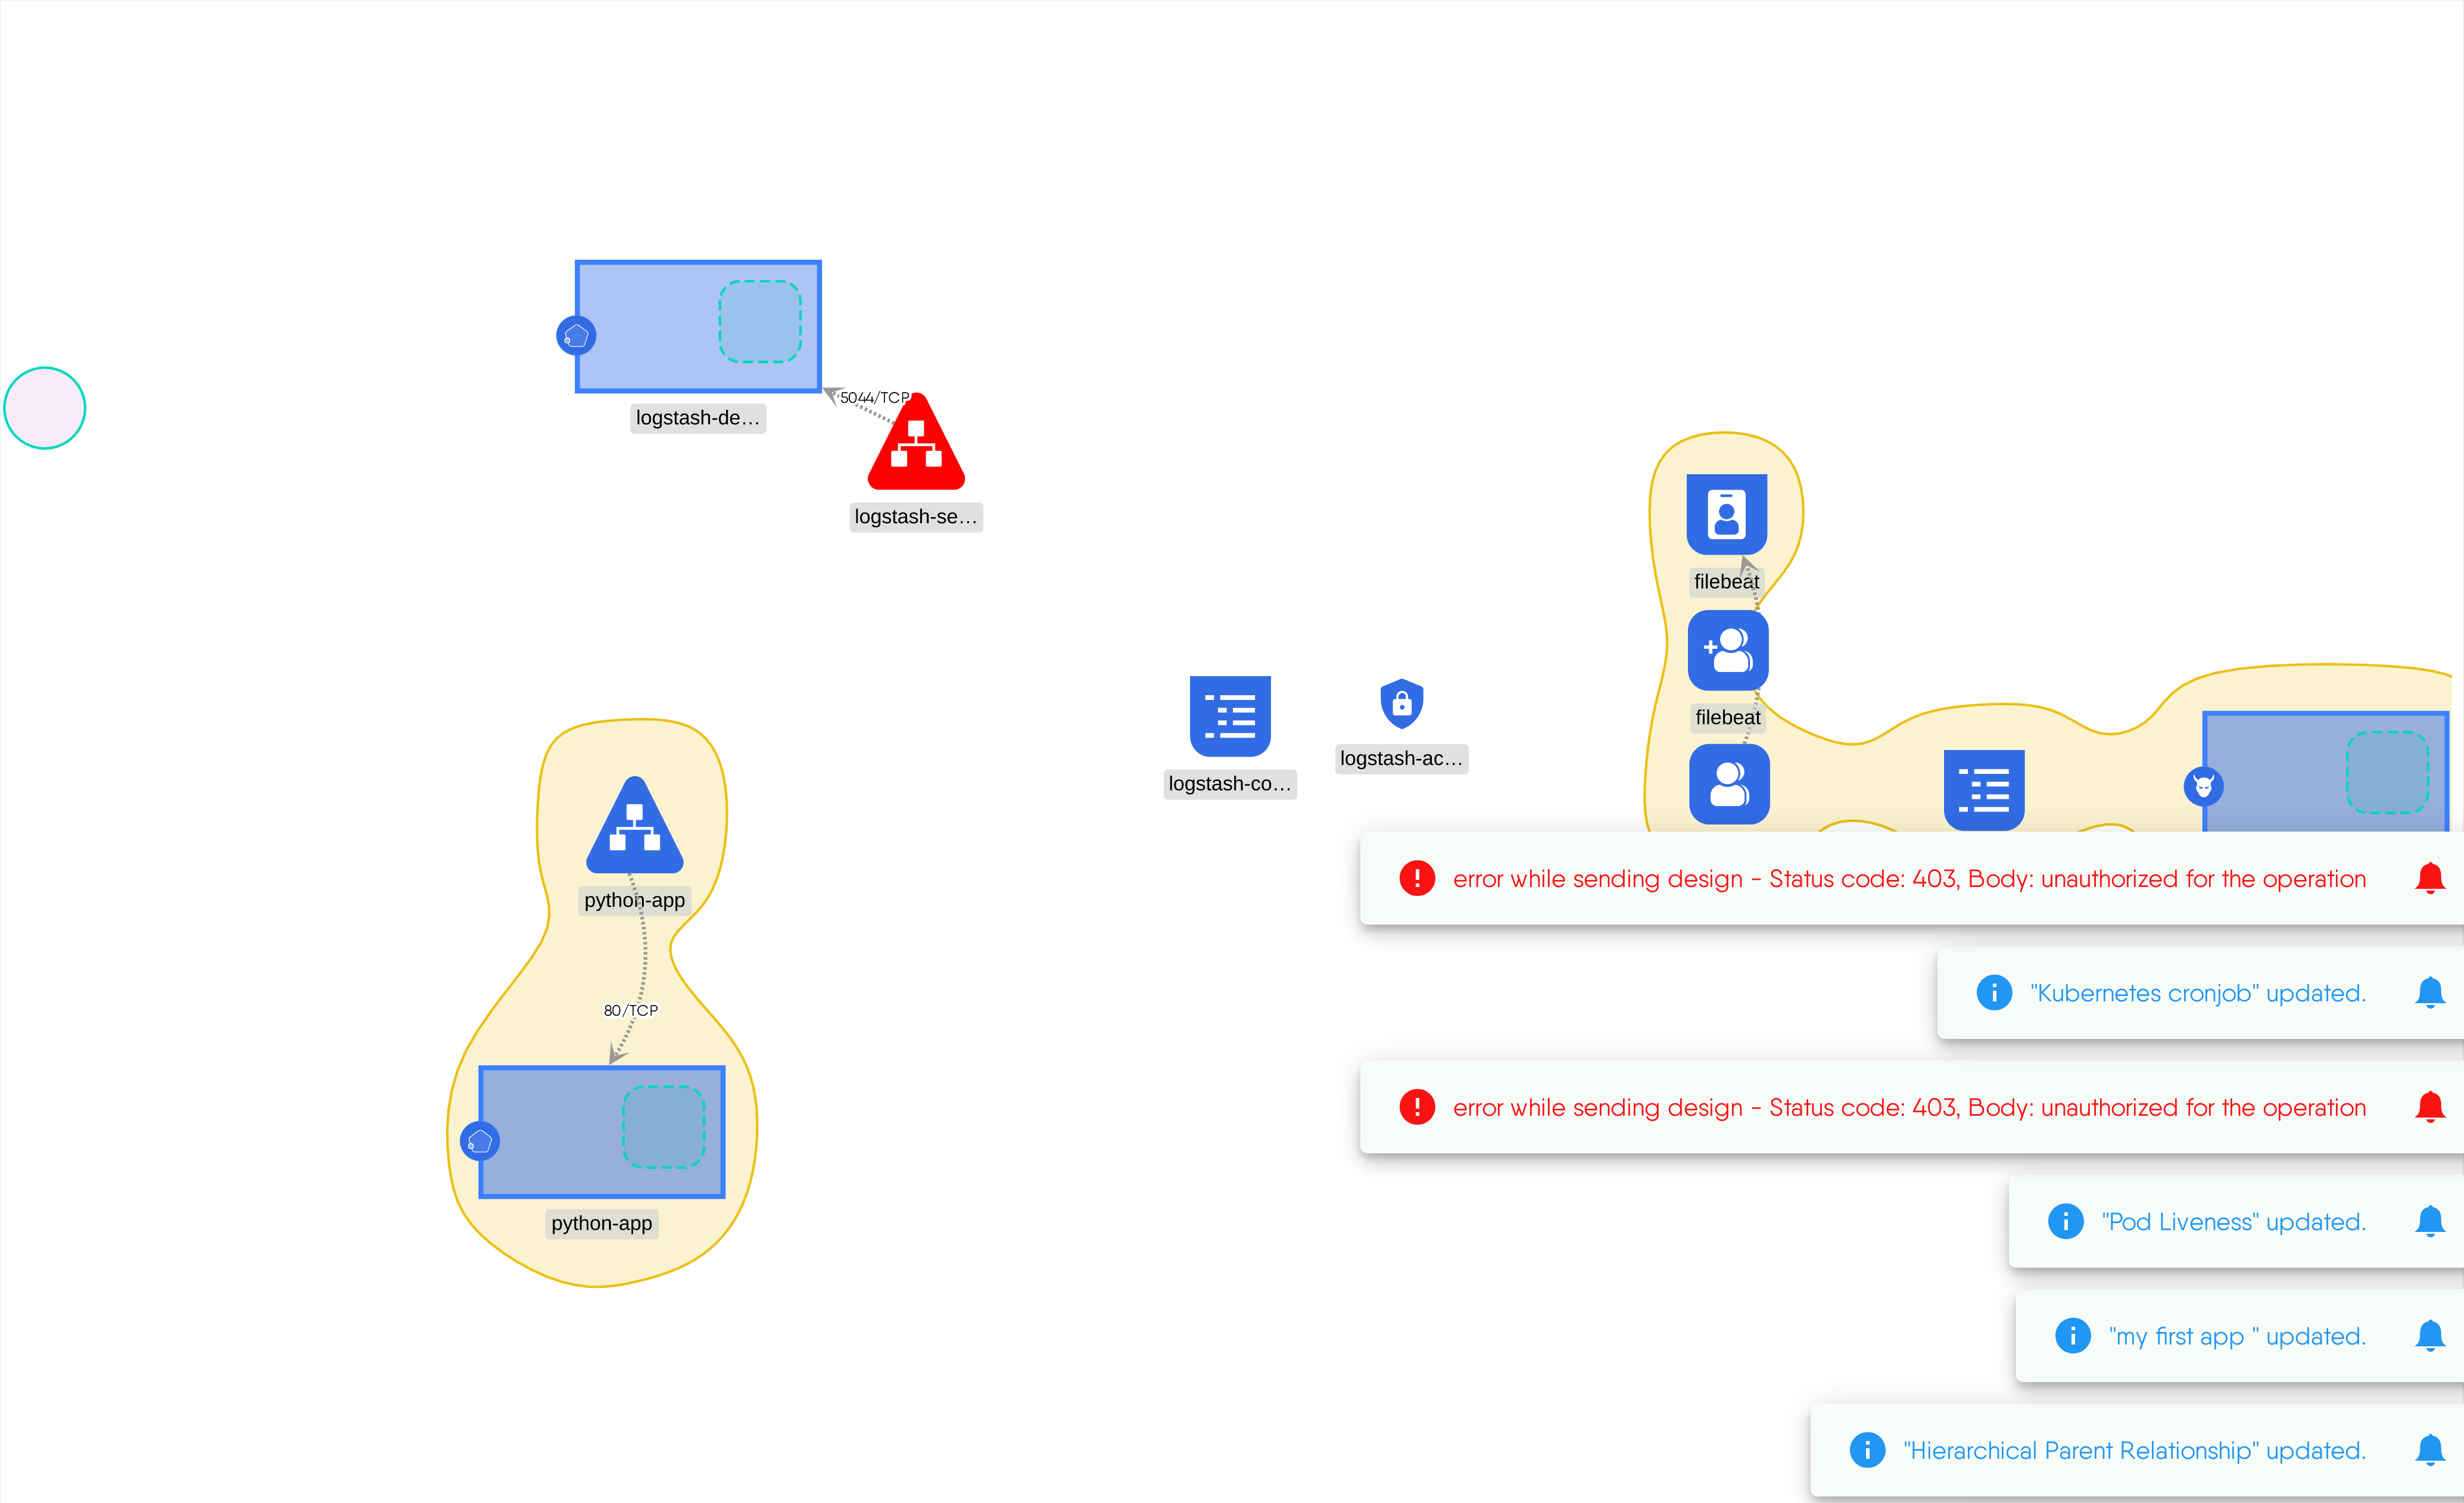 5044/TCP
logstash-de...
logstash-se...
filebeat
filebeat
logstash-co...
logstash-ac...
python-app
80/TCP
python-app
error while sending design - Status code: 403, Body: unauthorized for the operation
"Kubernetes cronjob" updated.
error while sending design - Status code: 403, Body: unauthorized for the operation
"Pod Liveness" updated.
"my first app " updated.
"Hierarchical Parent Relationship" updated.